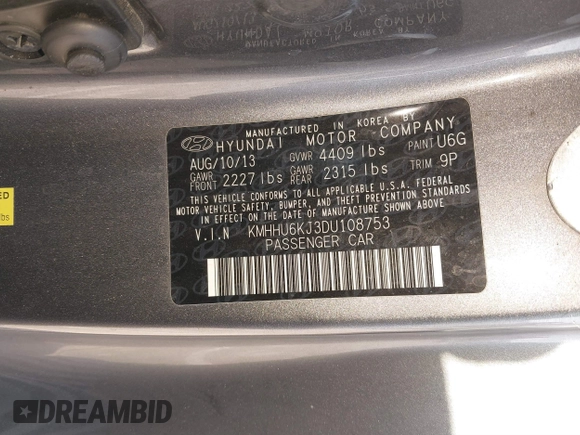 MANUFACTURED IN KOREA BY
HYUNDAI MOTOR COMPANY
AUG/10/13 GVWR 4409 lbs PAINT U6G
GAWR FRONT 2227 lbs GAWR REAR 2315 lbs TRIM 9P
THIS VEHICLE CONFORMS TO ALL APPLICABLE U.S.A. FEDERAL
MOTOR VEHICLE SAFETY, BUMPER, AND THEFT PREVENTION STANDARDS
IN EFFECT ON THE DATE OF MANUFACTURE SHOWN ABOVE.
V.I.N KMHHU6KJ3DU108753
PASSENGER CAR
DREAMBID